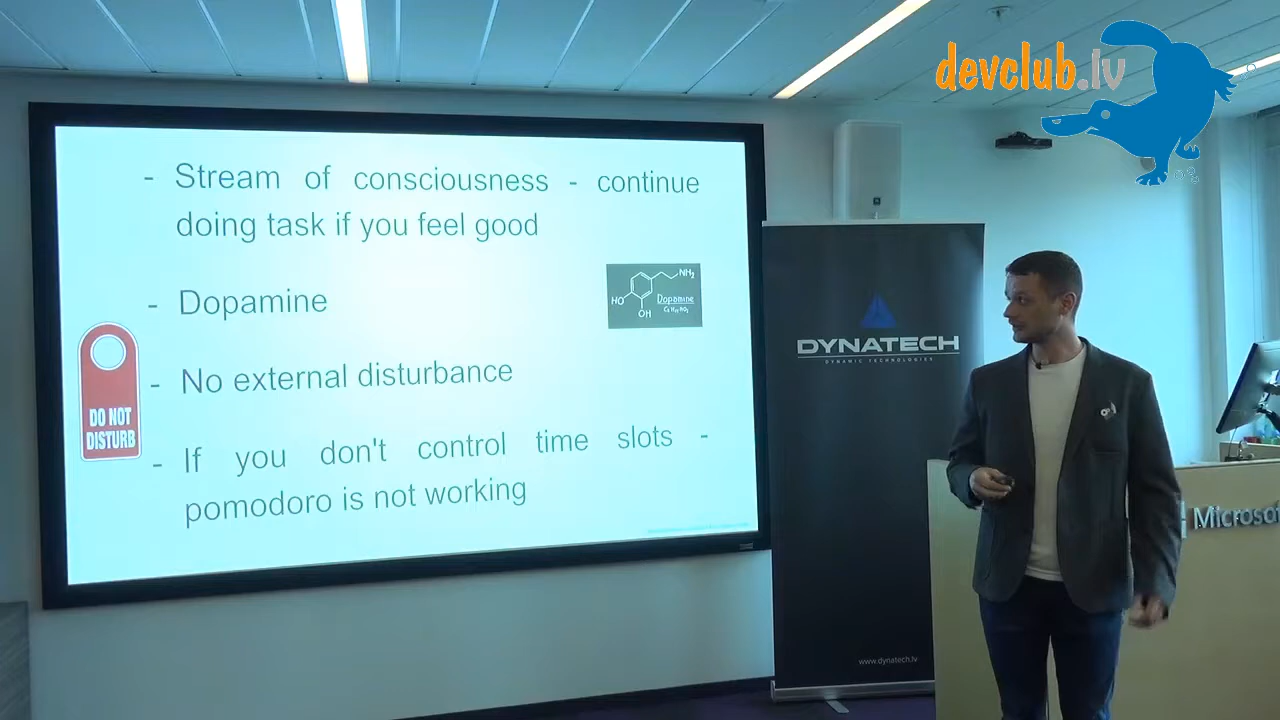 devclub.lv
- Stream of consciousness - continue
doing task if you feel good
- Dopamine
NH2
HO
OH
Dopamine
- No external disturbance
DO NOT
DISTURB
- If you don't control time slots -
pomodoro is not working
DYNATECH
DYNAMIC TECHNOLOGIES
www.dynatech.lv
Microsof